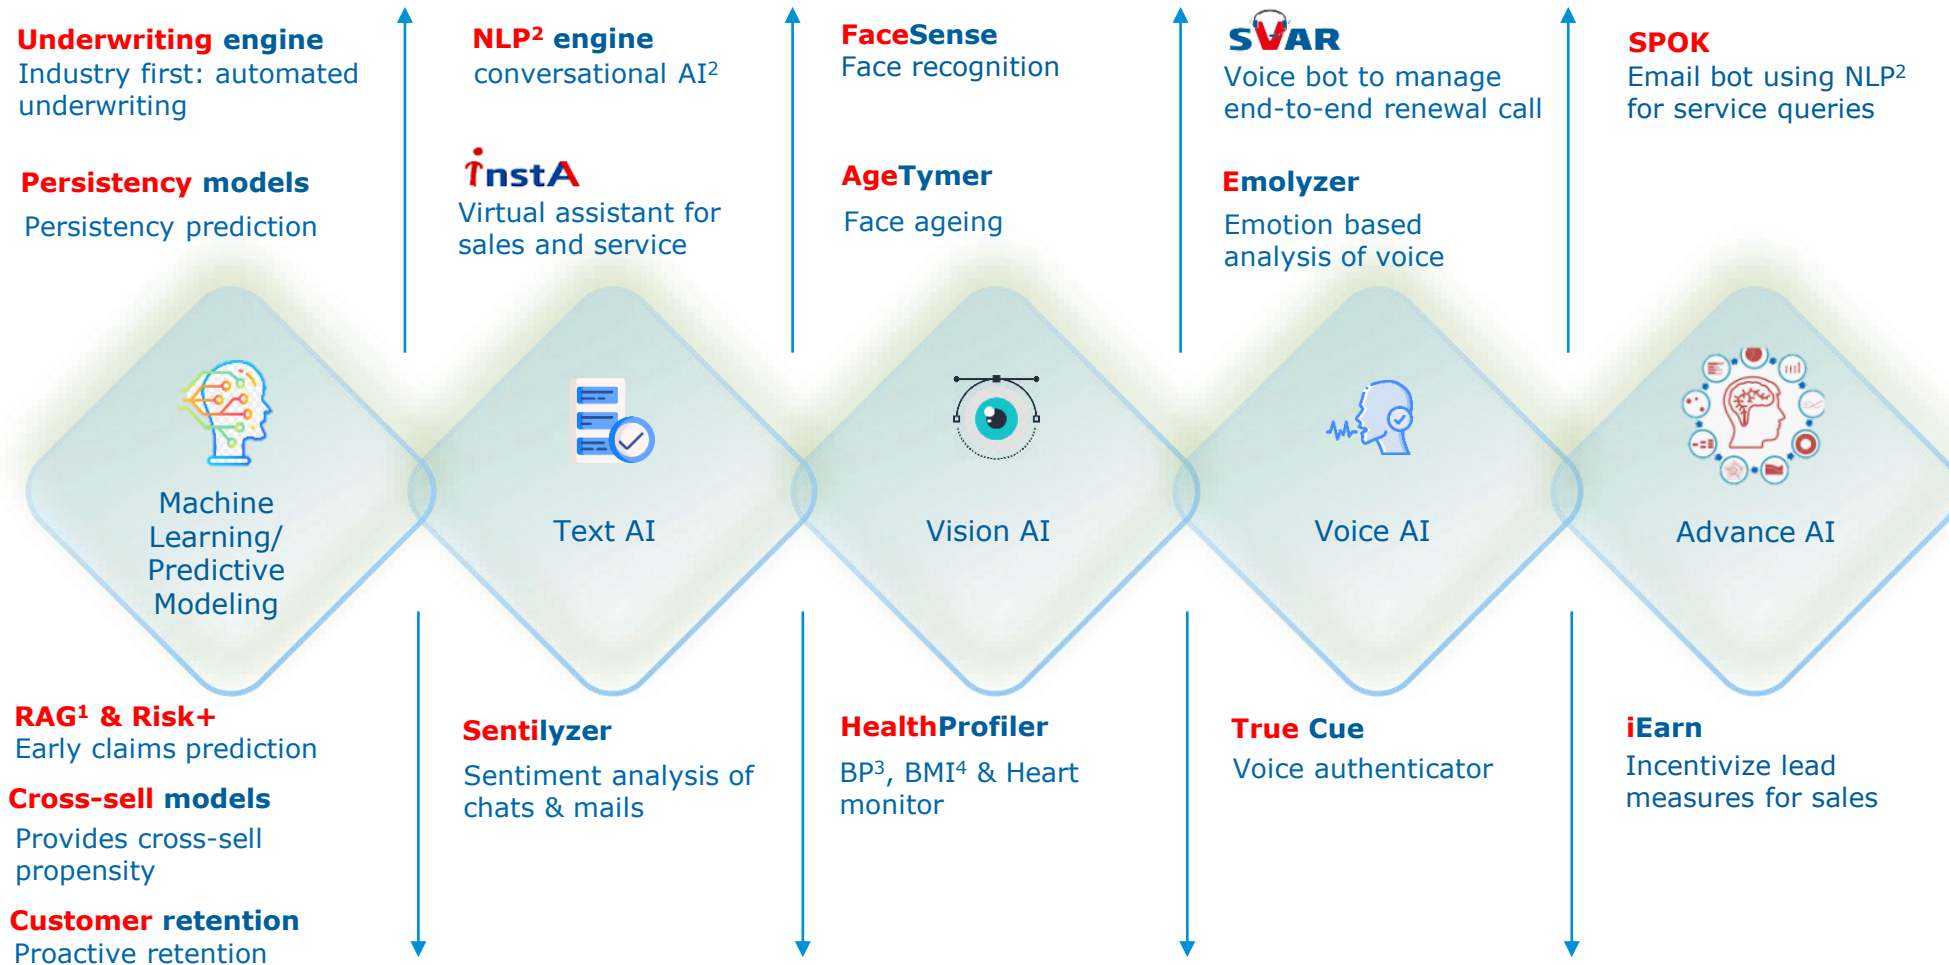 Underwriting engine
Industry first: automated
underwriting
Persistency models
Persistency prediction
Machine
Learning/
Predictive
Modeling
RAG¹ & Risk+
Early claims prediction
Cross-sell models
Provides cross-sell
propensity
Customer retention
Proactive retention
NLP² engine
conversational AI²
InstA
Virtual assistant for
sales and service
Text AI
Sentilyzer
Sentiment analysis of
chats & mails
FaceSense
Face recognition
AgeTymer
Face ageing
Vision AI
HealthProfiler
BP³, BMI⁴ & Heart
monitor
SVAR
Voice bot to manage
end-to-end renewal call
Emolyzer
Emotion based
analysis of voice
Voice AI
True Cue
Voice authenticator
SPOK
Email bot using NLP²
for service queries
Advance AI
iEarn
Incentivize lead
measures for sales